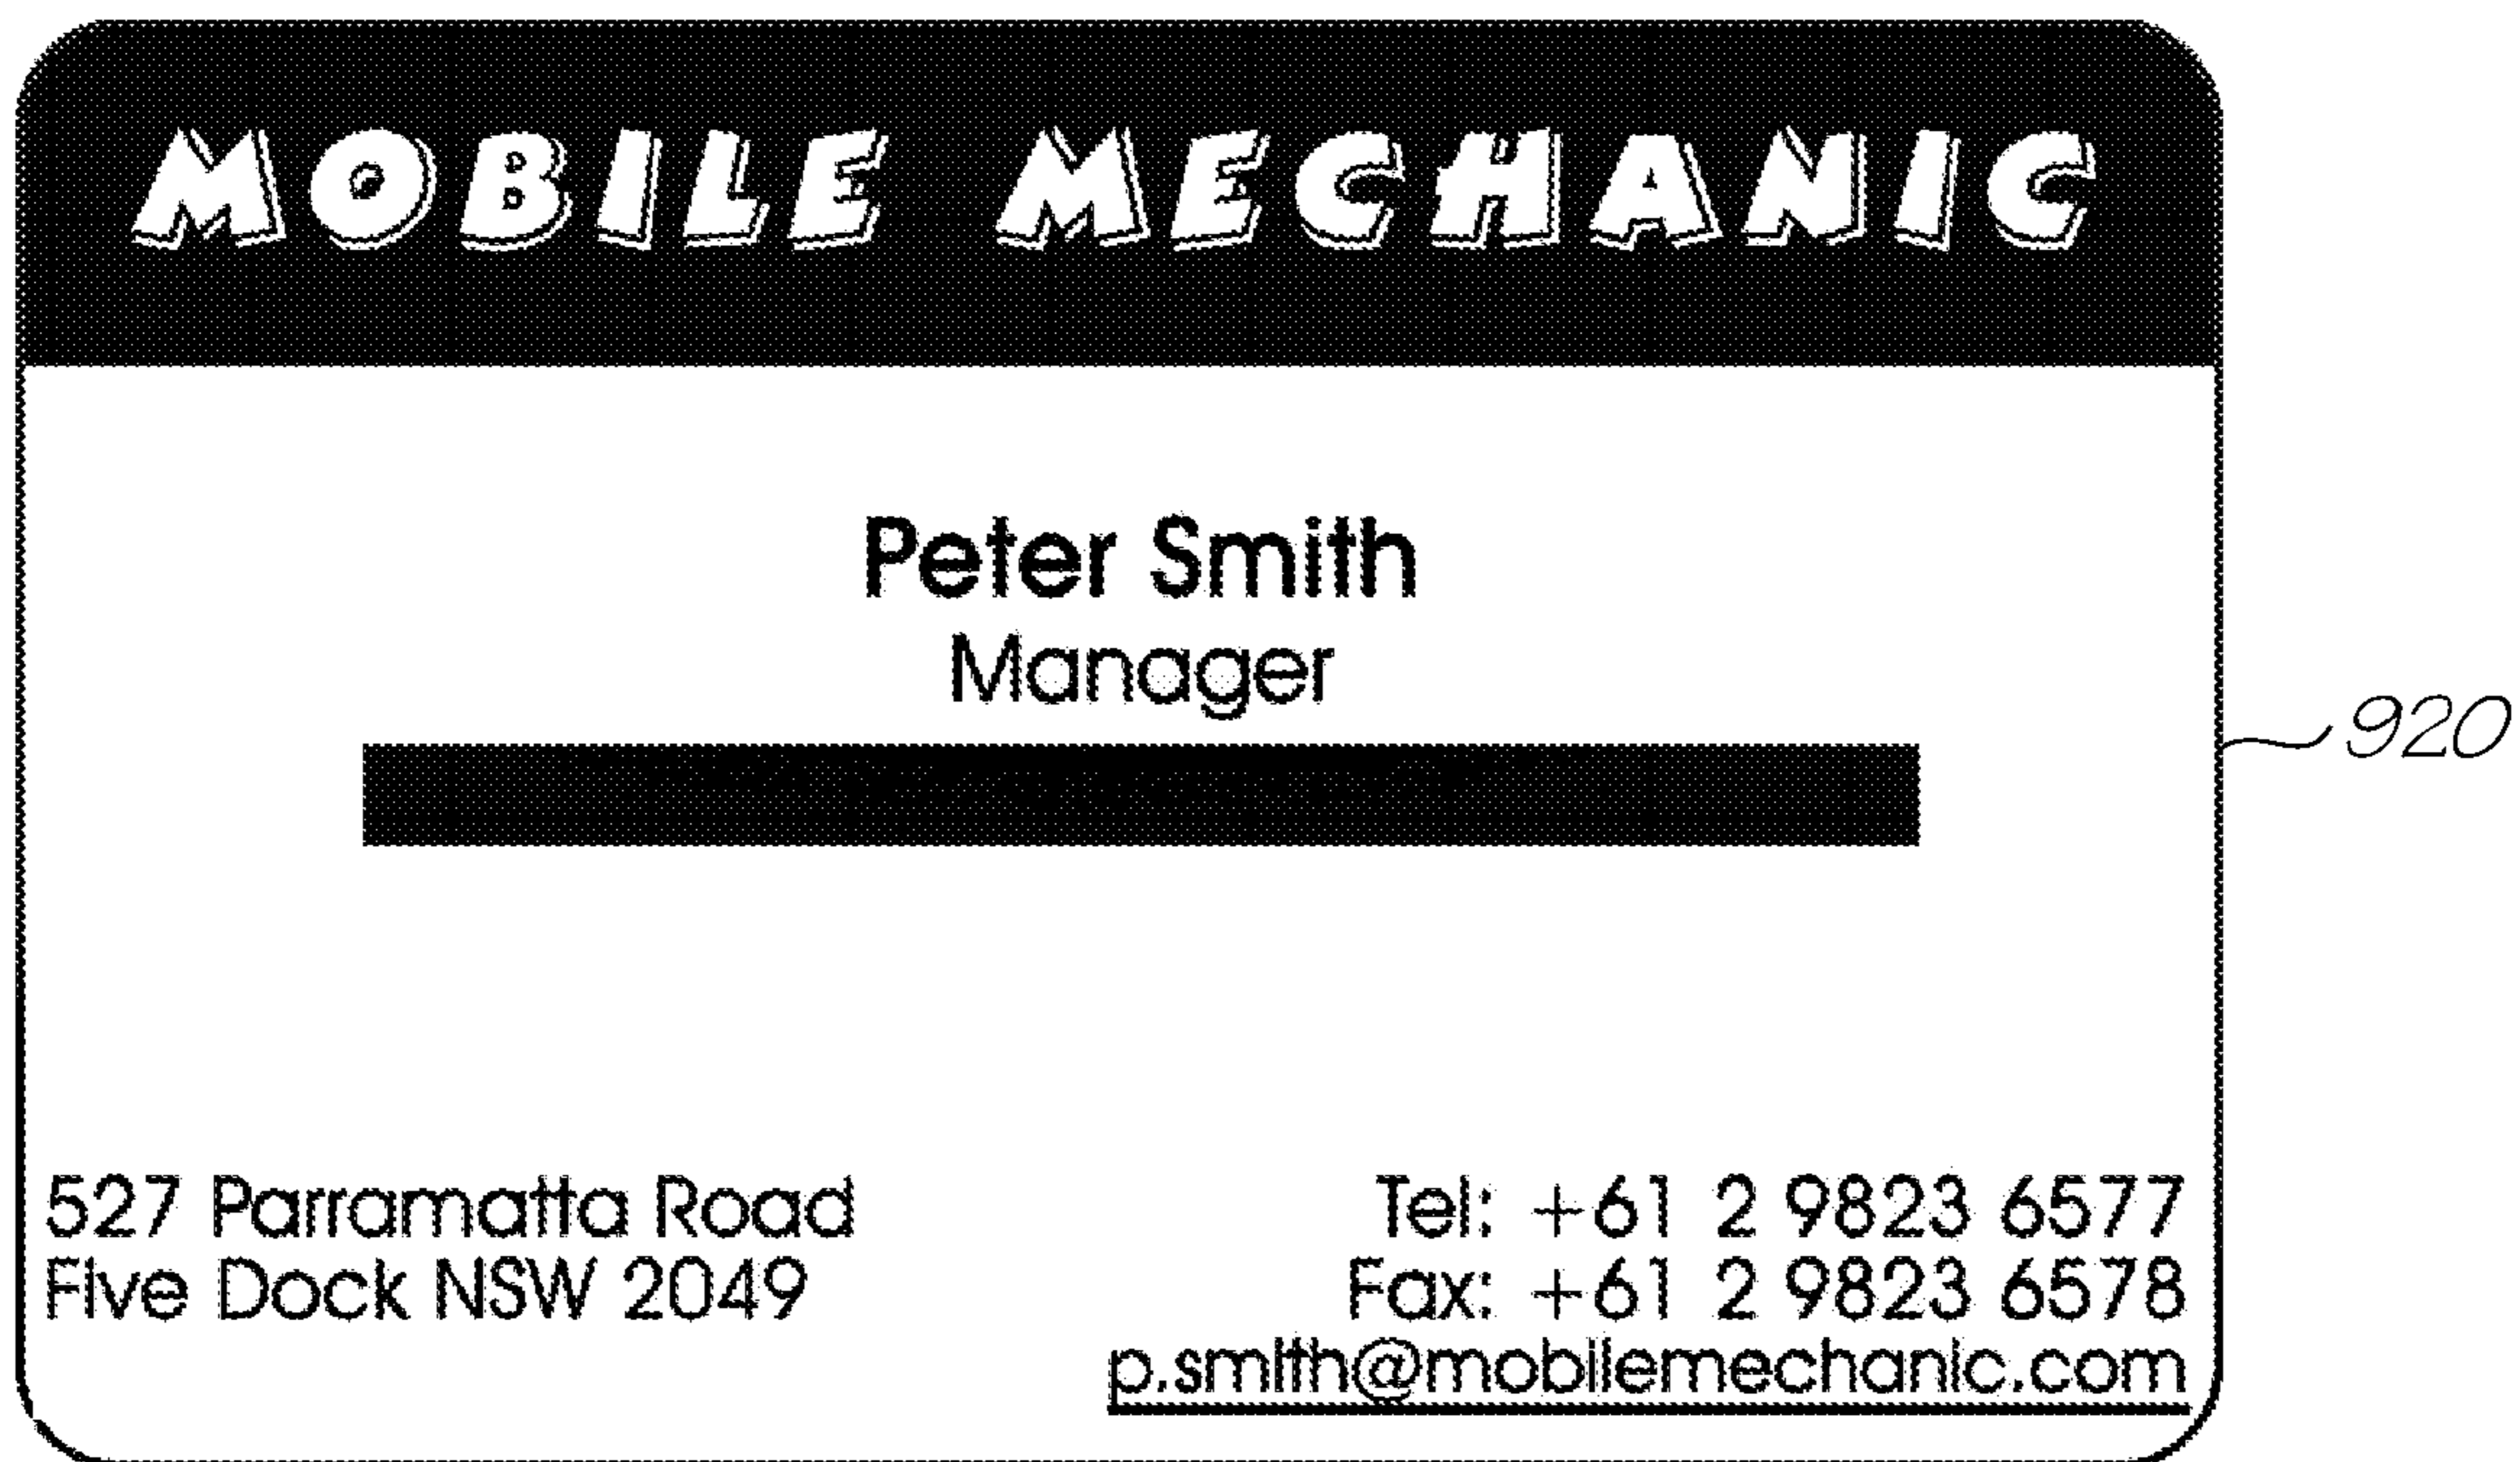 MOBILE MECHANIC
Peter Smith
Manager
920
527 Parramatta Road
Five Dock NSW 2049
Tel: +61 2 9823 6577
Fax: +61 2 9823 6578
p.smith@mobilemechanic.com